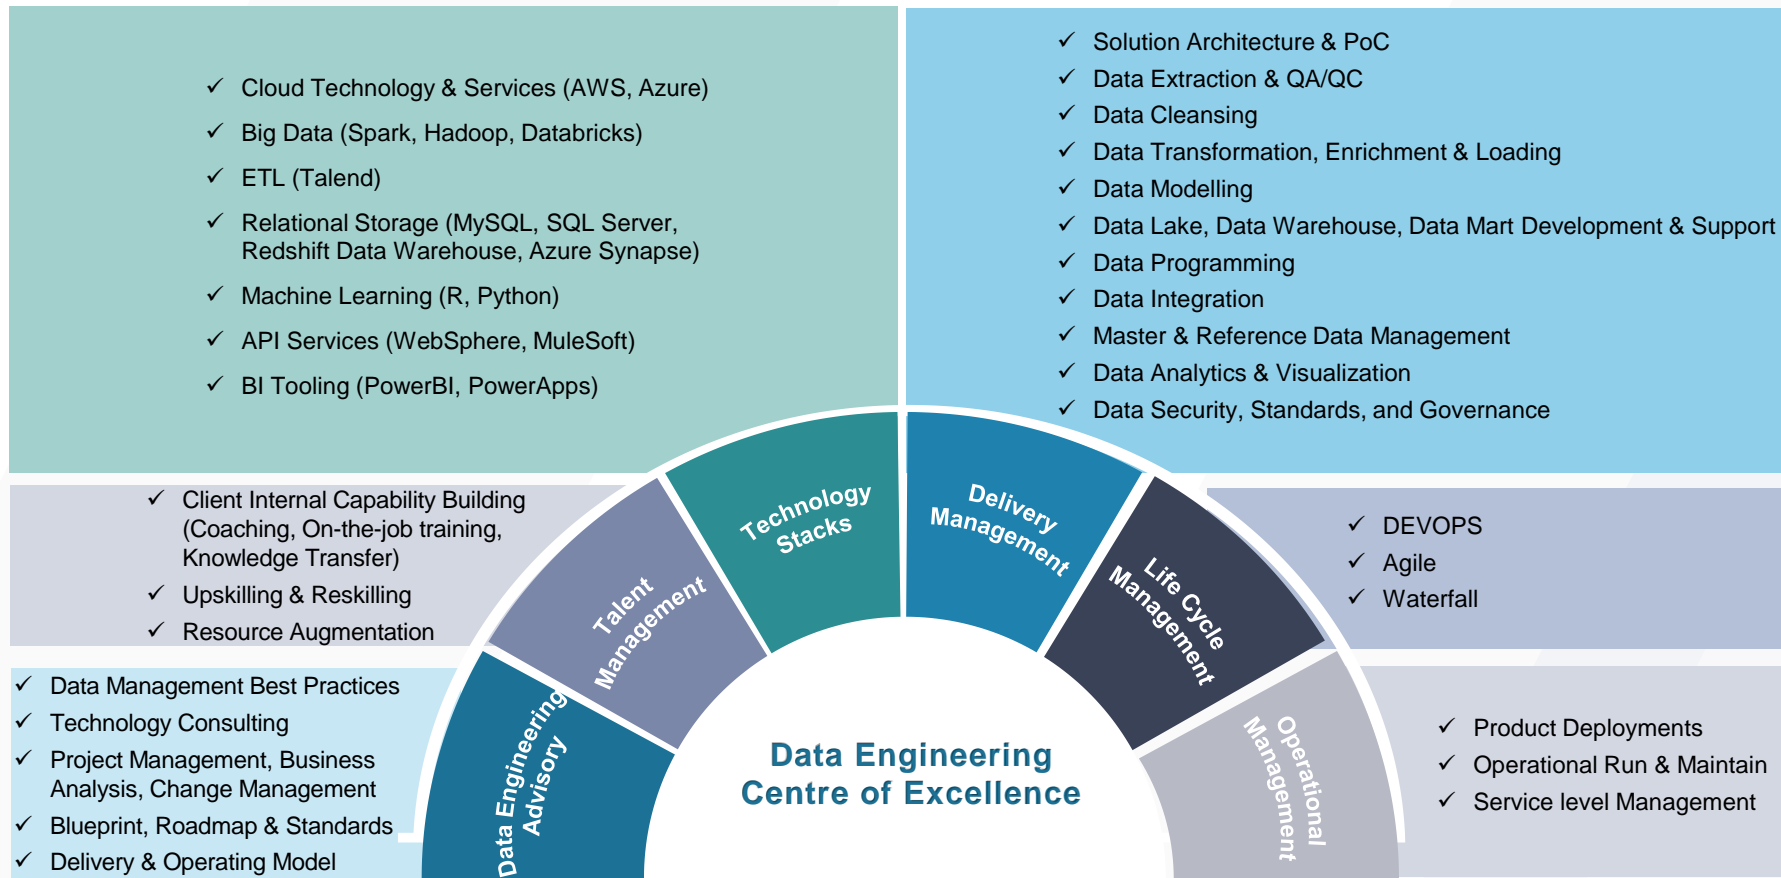 ✓ Cloud Technology & Services (AWS, Azure)
✓ Big Data (Spark, Hadoop, Databricks)
✓ ETL (Talend)
✓ Relational Storage (MySQL, SQL Server,
Redshift Data Warehouse, Azure Synapse)
✓ Machine Learning (R, Python)
✓ API Services (WebSphere, MuleSoft)
✓ BI Tooling (PowerBI, PowerApps)
✓ Solution Architecture & PoC
✓ Data Extraction & QA/QC
✓ Data Cleansing
✓ Data Transformation, Enrichment & Loading
✓ Data Modelling
✓ Data Lake, Data Warehouse, Data Mart Development & Support
✓ Data Programming
✓ Data Integration
✓ Master & Reference Data Management
✓ Data Analytics & Visualization
✓ Data Security, Standards, and Governance
✓ Client Internal Capability Building
(Coaching, On-the-job training,
Knowledge Transfer)
✓ Upskilling & Reskilling
✓ Resource Augmentation
✓ Data Management Best Practices
✓ Technology Consulting
✓ Project Management, Business
Analysis, Change Management
✓ Blueprint, Roadmap & Standards
✓ Delivery & Operating Model
Data Engineering
Advisory
Talent
Management
Technology
Stacks
Delivery
Management
Life Cycle
Management
Operational
Management
Data Engineering
Centre of Excellence
✓ DEVOPS
✓ Agile
✓ Waterfall
✓ Product Deployments
✓ Operational Run & Maintain
✓ Service level Management